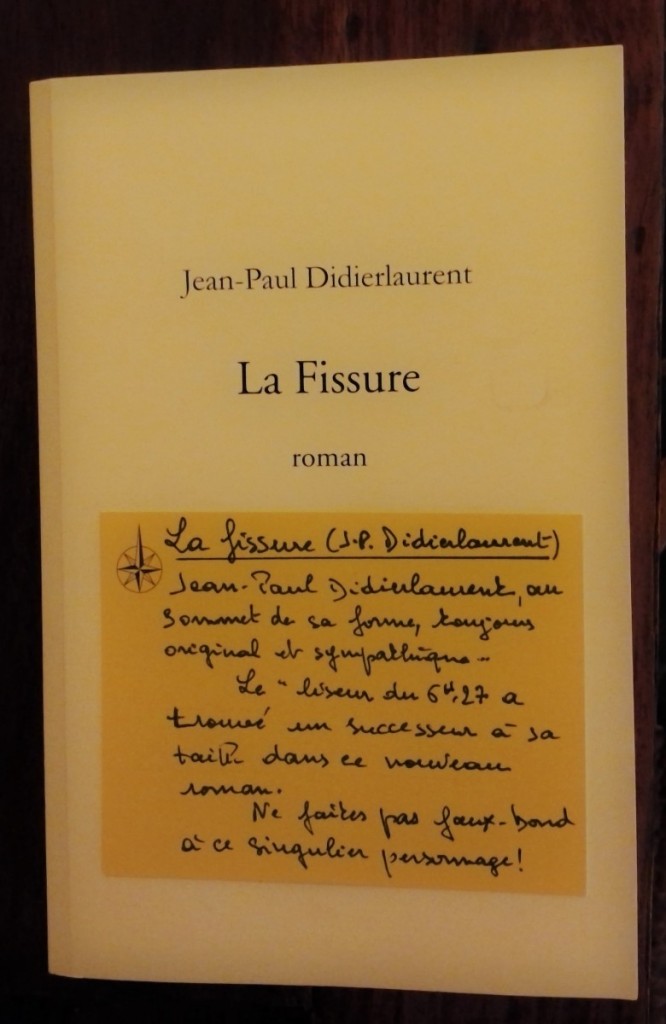 Jean-Paul Didierlaurent
La Fissure
roman
La fissure (J.P. Didierlaurent)
Jean-Paul Didierlaurent, au
sommet de sa forme, toujours
original et sympathique -
Le "liseur du 6H.27 a
trouvé un successeur à sa
taille dans ce nouveau
roman.
Ne faites pas faux-bond
à ce singulier personnage!